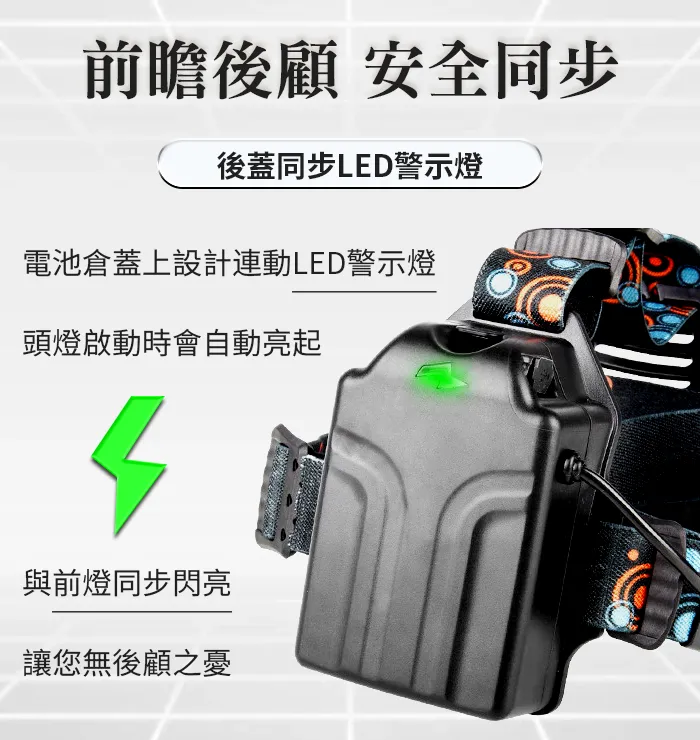 前瞻後顧 安全同步
後蓋同步LED警示燈
電池倉蓋上設計連動LED警示燈
頭燈啟動時會自動亮起
與前燈同步閃亮
讓您無後顧之憂